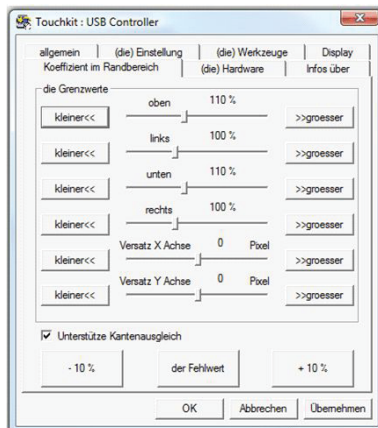 Touchkit : USB Controller
allgemein (die) Einstellung (die) Werkzeuge Display
Koeffizient im Randbereich (die) Hardware Infos über
die Grenzwerte
oben 110 %
kleiner<< >>groesser
links 100 %
kleiner<< >>groesser
unten 110 %
kleiner<< >>groesser
rechts 100 %
kleiner<< >>groesser
Versatz X Achse 0 Pixel
kleiner<< >>groesser
Versatz Y Achse 0 Pixel
kleiner<< >>groesser
Unterstütze Kantenausgleich
- 10 % der Fehlwert + 10 %
OK Abbrechen Übernehmen